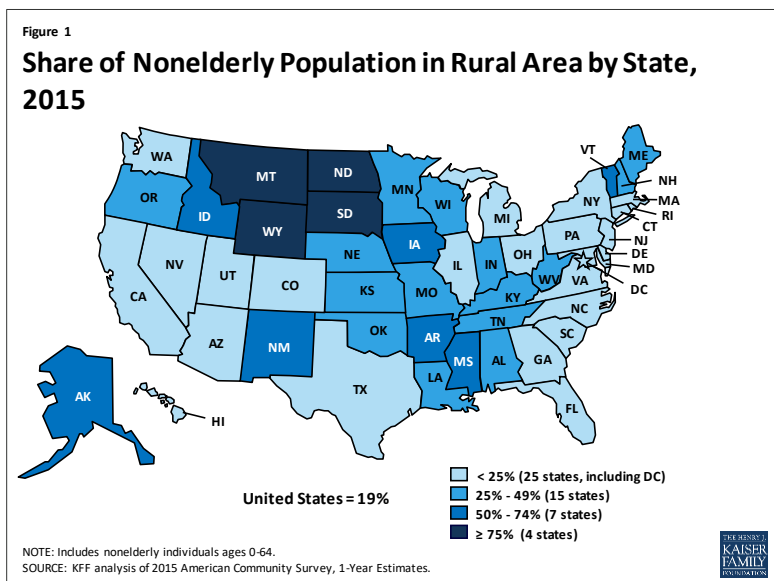 Figure 1
Share of Nonelderly Population in Rural Area by State,
2015
WA
MT
ND
MN
VT
ME
OR
ID
WY
SD
WI
MI
NY
NH
MA
RI
CT
NV
UT
CO
NE
IA
IL
IN
OH
PA
NJ
DE
MD
DC
CA
AZ
NM
KS
MO
KY
WV
VA
OK
AR
TN
NC
SC
TX
LA
MS
AL
GA
FL
AK
HI
< 25% (25 states, including DC)
25% - 49% (15 states)
50% - 74% (7 states)
≥ 75% (4 states)
United States = 19%
NOTE: Includes nonelderly individuals ages 0-64.
SOURCE: KFF analysis of 2015 American Community Survey, 1-Year Estimates.
THE HENRY J.
KAISER
FAMILY
FOUNDATION